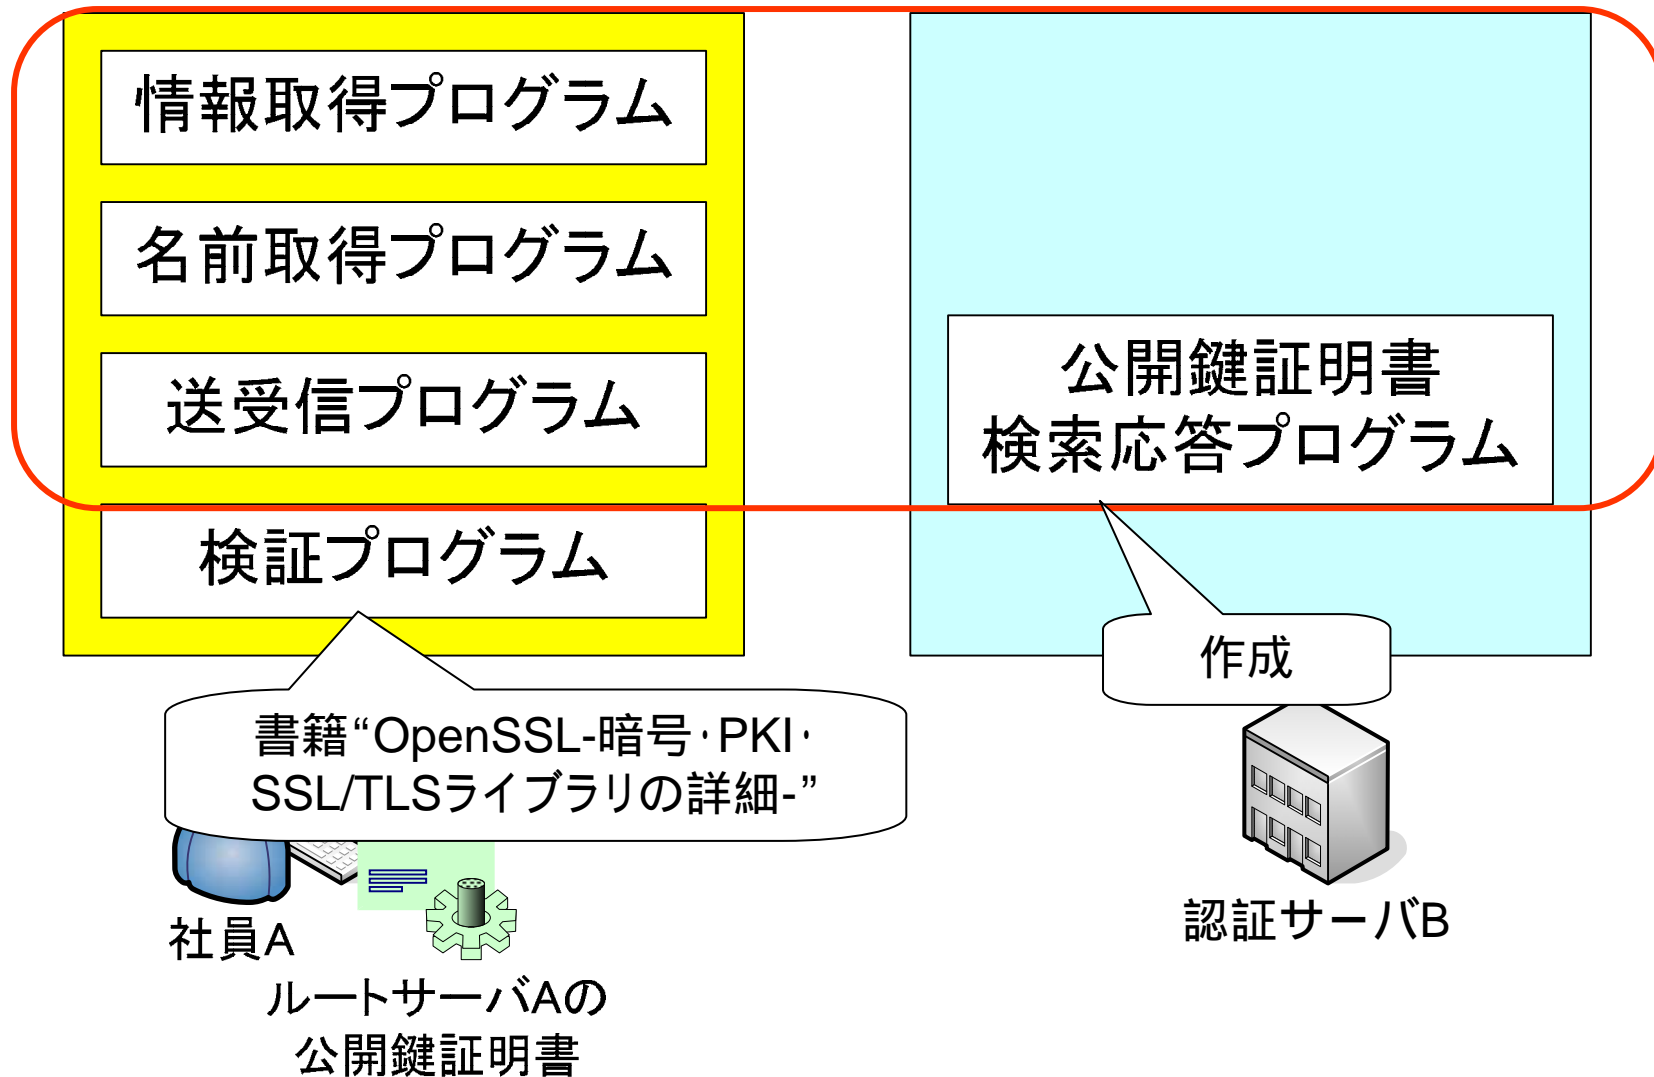 情報取得プログラム
名前取得プログラム
送受信プログラム
検証プログラム
公開鍵証明書
検索応答プログラム
作成
書籍“OpenSSL-暗号・PKI・
SSL/TLSライブラリの詳細-”
社員A
ルートサーバAの
公開鍵証明書
認証サーバB